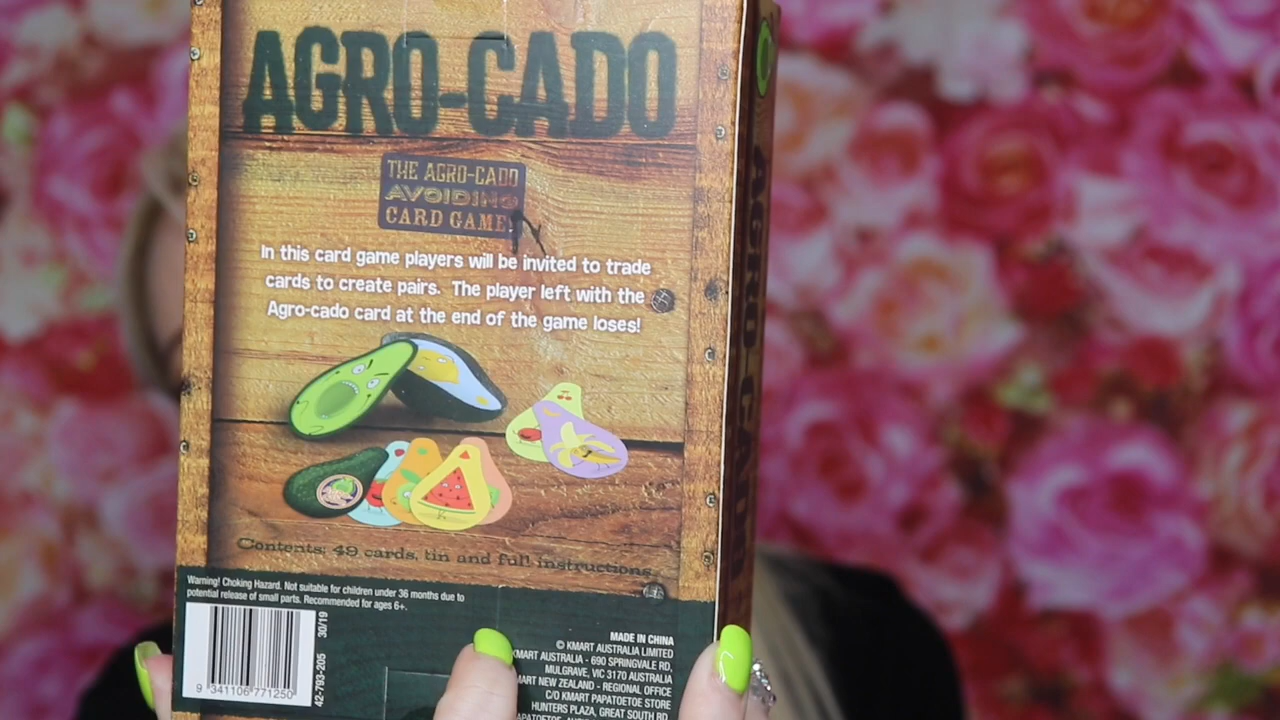 AGRO-CADO
THE AGRO-CADO
AVOIDING
CARD GAME!
In this card game players will be invited to trade
cards to create pairs. The player left with the
Agro-cado card at the end of the game loses!
Contents: 49 cards, tin and full instructions.
Warning! Choking Hazard. Not suitable for children under 36 months due to
potential release of small parts. Recommended for ages 6+.
9 341106 771250
42-793-205 30/19
MADE IN CHINA
© KMART AUSTRALIA LIMITED
KMART AUSTRALIA - 690 SPRINGVALE RD,
MULGRAVE, VIC 3170 AUSTRALIA
MART NEW ZEALAND - REGIONAL OFFICE
C/O KMART PAPATOETOE STORE
HUNTERS PLAZA, GREAT SOUTH RD